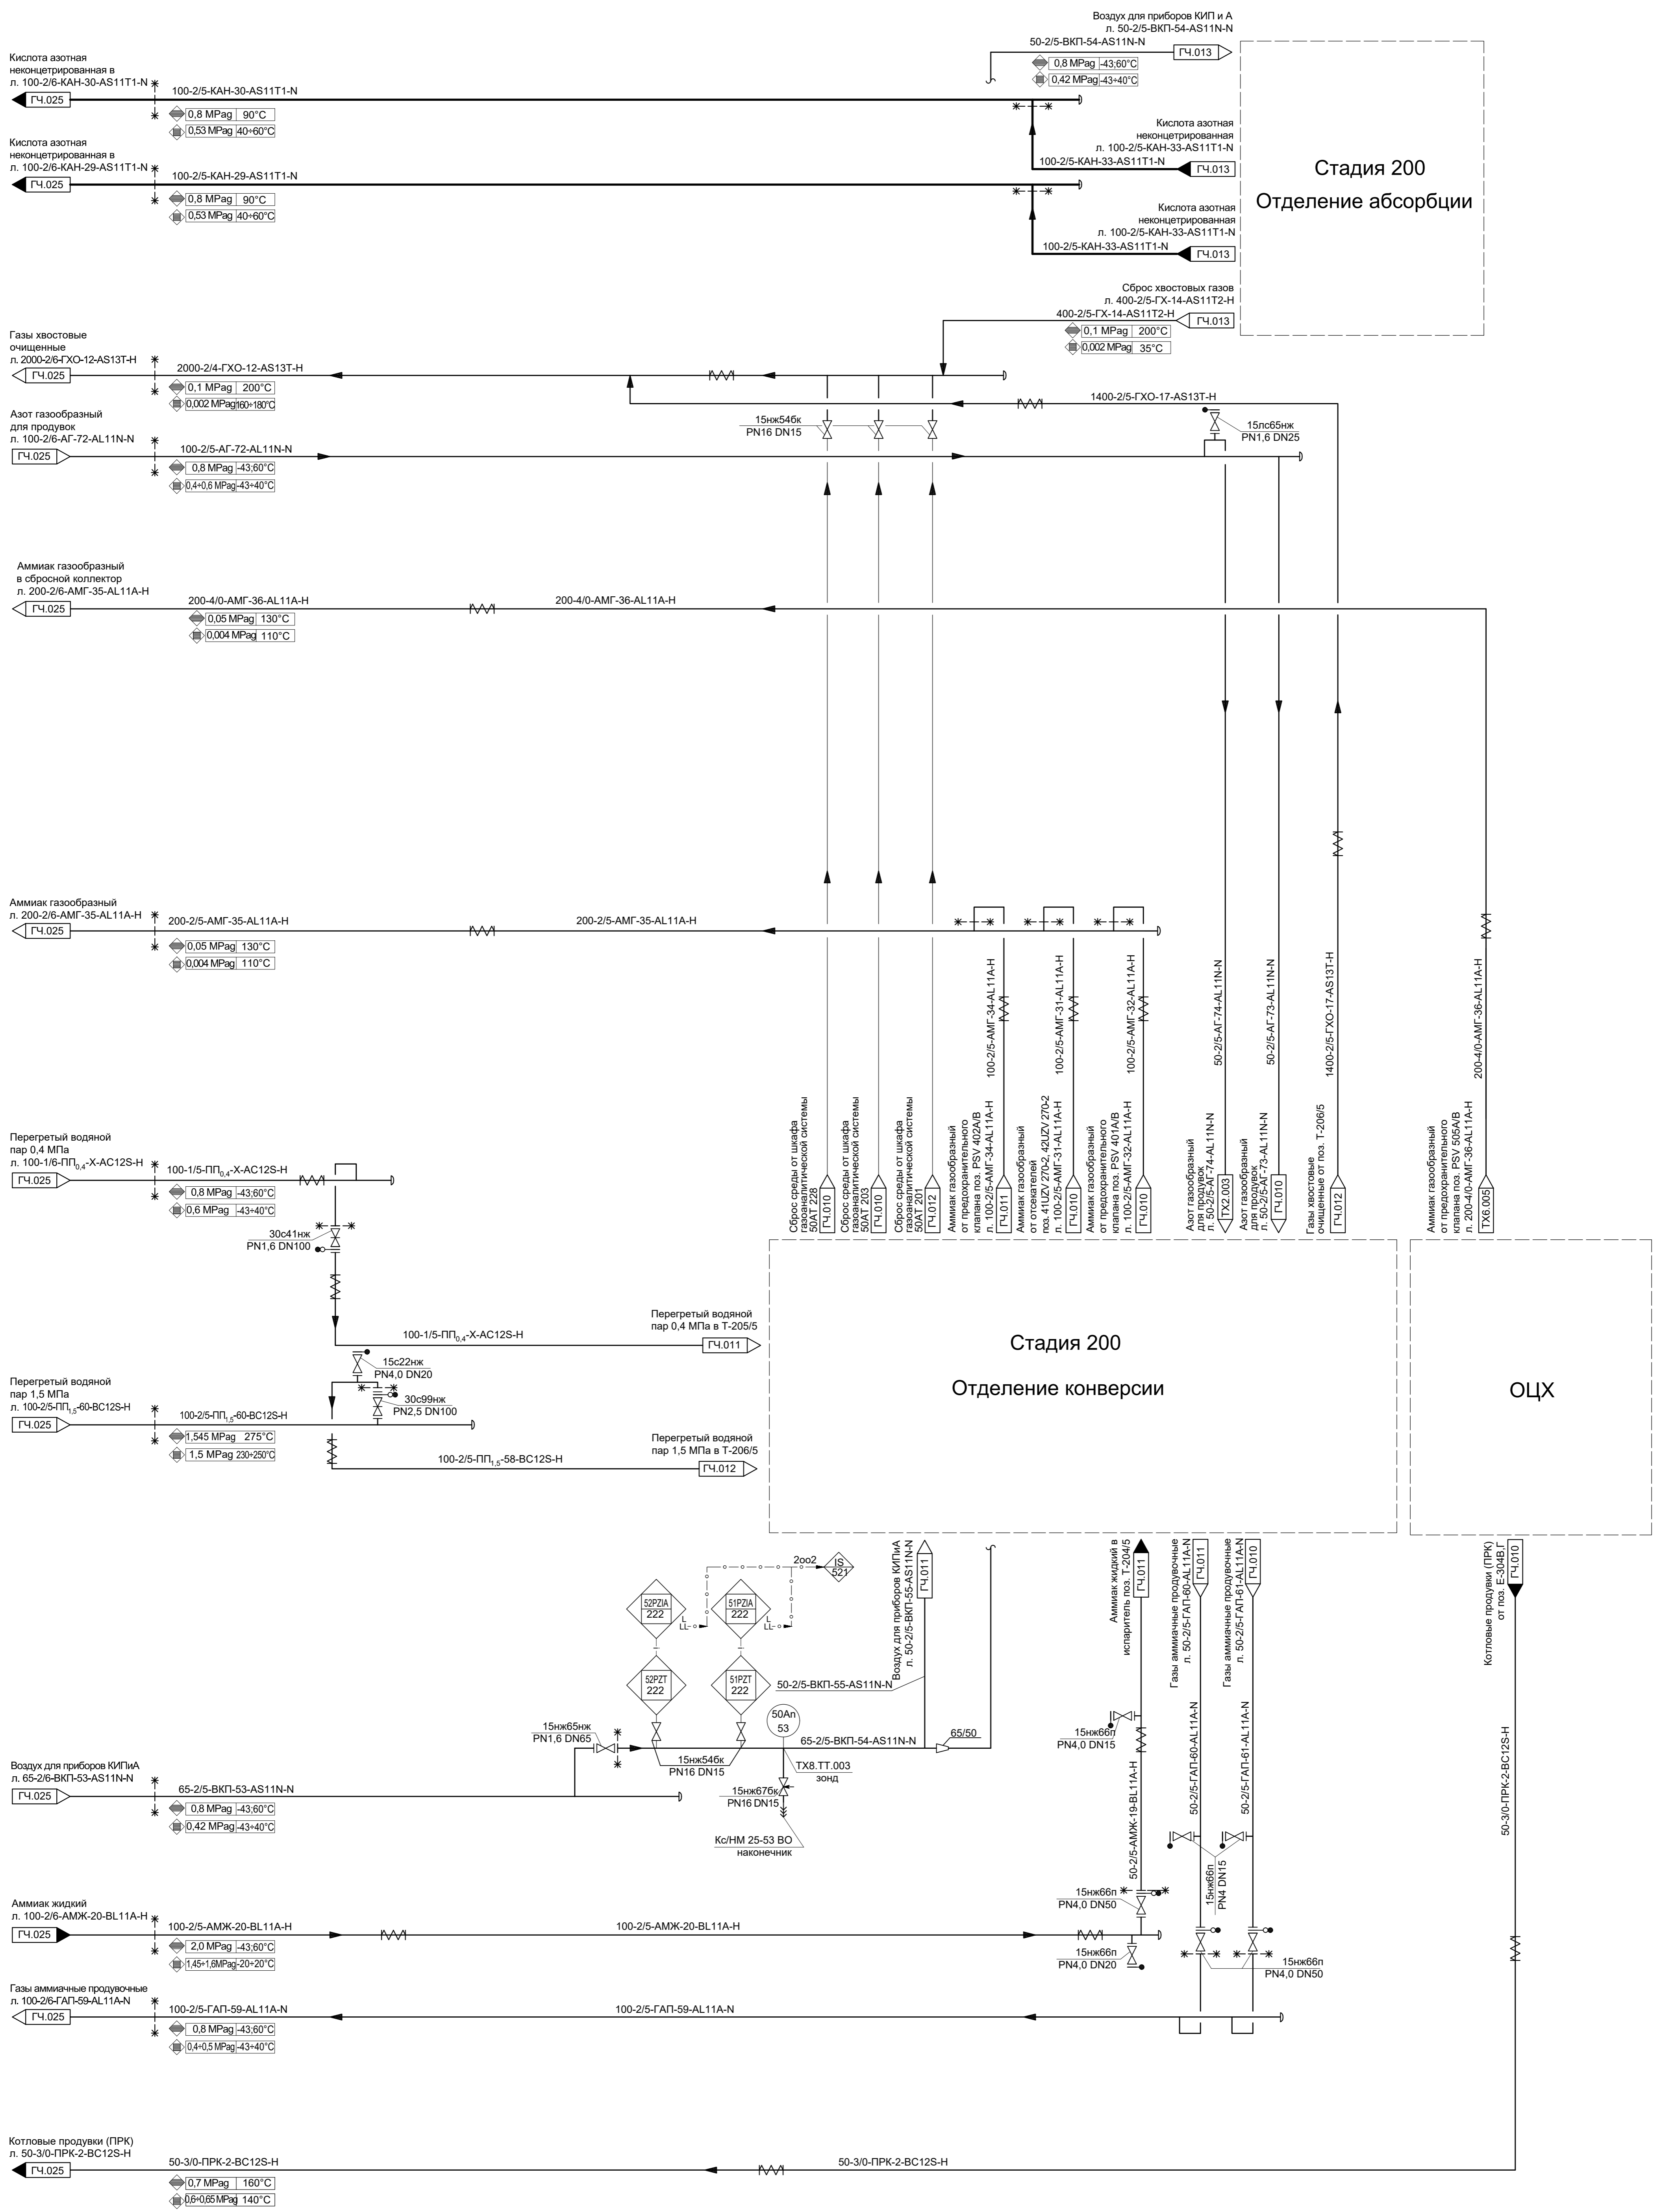 Воздух для приборов КИП и А
л. 50-2/5-ВКП-54-AS11N-N
50-2/5-ВКП-54-AS11N-N
ГЧ.013
0,8 MPag -43;60°C
0,42 MPag -43÷40°C
Кислота азотная
неконцетрированная в
л. 100-2/6-КАН-30-AS11T1-N
ГЧ.025
100-2/5-КАН-30-AS11T1-N
0,8 MPag 90°C
0,53 MPag 40÷60°C
Кислота азотная
неконцетрированная
л. 100-2/5-КАН-33-AS11T1-N
100-2/5-КАН-33-AS11T1-N
ГЧ.013
Кислота азотная
неконцетрированная в
л. 100-2/6-КАН-29-AS11T1-N
ГЧ.025
100-2/5-КАН-29-AS11T1-N
0,8 MPag 90°C
0,53 MPag 40÷60°C
Кислота азотная
неконцетрированная
л. 100-2/5-КАН-33-AS11T1-N
100-2/5-КАН-33-AS11T1-N
ГЧ.013
Стадия 200
Отделение абсорбции
Сброс хвостовых газов
л. 400-2/5-ГХ-14-AS11T2-H
400-2/5-ГХ-14-AS11T2-H
ГЧ.013
0,1 MPag 200°C
0,002 MPag 35°C
Газы хвостовые
очищенные
л. 2000-2/6-ГХО-12-AS13T-H
ГЧ.025
2000-2/4-ГХО-12-AS13T-H
0,1 MPag 200°C
0,002 MPag 160÷180°C
1400-2/5-ГХО-17-AS13T-H
15нж54бк
PN16 DN15
15лс65нж
PN1,6 DN25
Азот газообразный
для продувок
л. 100-2/6-АГ-72-AL11N-N
ГЧ.025
100-2/5-АГ-72-AL11N-N
0,8 MPag -43;60°C
0,4÷0,6 MPag -43÷40°C
Аммиак газообразный
в сбросной коллектор
л. 200-2/6-АМГ-35-AL11A-H
ГЧ.025
200-4/0-АМГ-36-AL11A-H
200-4/0-АМГ-36-AL11A-H
0,05 MPag 130°C
0,004 MPag 110°C
Аммиак газообразный
л. 200-2/6-АМГ-35-AL11A-H
ГЧ.025
200-2/5-АМГ-35-AL11A-H
200-2/5-АМГ-35-AL11A-H
0,05 MPag 130°C
0,004 MPag 110°C
100-2/5-АМГ-34-AL11A-H
100-2/5-АМГ-31-AL11A-H
100-2/5-АМГ-32-AL11A-H
50-2/5-АГ-74-AL11N-N
50-2/5-АГ-73-AL11N-N
1400-2/5-ГХО-17-AS13T-H
200-4/0-АМГ-36-AL11A-H
Сброс среды от шкафа
газоаналитической системы
50АТ 228
ГЧ.010
Сброс среды от шкафа
газоаналитической системы
50АТ 203
ГЧ.010
Сброс среды от шкафа
газоаналитической системы
50АТ 201
ГЧ.012
Аммиак газообразный
от предохранительного
клапана поз. PSV 402A/B
л. 100-2/5-АМГ-34-AL11A-H
ГЧ.011
Аммиак газообразный
от отсекателей
поз. 41UZV 270-2, 42UZV 270-2
л. 100-2/5-АМГ-31-AL11A-H
ГЧ.010
Аммиак газообразный
от предохранительного
клапана поз. PSV 401A/B
л. 100-2/5-АМГ-32-AL11A-H
ГЧ.010
Азот газообразный
для продувок
л. 50-2/5-АГ-74-AL11N-N
ТХ2.003
Азот газообразный
для продувок
л. 50-2/5-АГ-73-AL11N-N
ГЧ.010
Газы хвостовые
очищенные от поз. Т-206/5
ГЧ.012
Аммиак газообразный
от предохранительного
клапана поз. PSV 505A/B
л. 200-4/0-АМГ-36-AL11A-H
ТХ6.005
Перегретый водяной
пар 0,4 МПа
л. 100-1/6-ПП0,4-Х-AC12S-H
ГЧ.025
100-1/5-ПП0,4-Х-AC12S-H
0,8 MPag -43;60°C
0,6 MPag -43÷40°C
30с41нж
PN1,6 DN100
100-1/5-ПП0,4-Х-AC12S-H
Перегретый водяной
пар 0,4 МПа в Т-205/5
ГЧ.011
15с22нж
PN4,0 DN20
30с99нж
PN2,5 DN100
Перегретый водяной
пар 1,5 МПа
л. 100-2/5-ПП1,5-60-BC12S-H
ГЧ.025
100-2/5-ПП1,5-60-BC12S-H
1,545 MPag 275°C
1,5 MPag 230÷250°C
100-2/5-ПП1,5-58-BC12S-H
Перегретый водяной
пар 1,5 МПа в Т-206/5
ГЧ.012
Стадия 200
Отделение конверсии
ОЦХ
2оо2
IS
521
52PZIA
222
L
LL
51PZIA
222
L
LL
52PZT
222
51PZT
222
50Ап
53
Воздух для приборов КИПиА
л. 50-2/5-ВКП-55-AS11N-N
ГЧ.011
50-2/5-ВКП-55-AS11N-N
15нж65нж
PN1,6 DN65
15нж54бк
PN16 DN15
65-2/5-ВКП-54-AS11N-N
65/50
ТХ8.ТТ.003
зонд
15нж67бк
PN16 DN15
Кс/НМ 25-53 ВО
наконечник
Воздух для приборов КИПиА
л. 65-2/6-ВКП-53-AS11N-N
ГЧ.025
65-2/5-ВКП-53-AS11N-N
0,8 MPag -43;60°C
0,42 MPag -43÷40°C
Аммиак жидкий в
испаритель поз. Т-204/5
ГЧ.011
Газы аммиачные продувочные
л. 50-2/5-ГАП-60-AL11A-N
ГЧ.011
Газы аммиачные продувочные
л. 50-2/5-ГАП-61-AL11A-N
ГЧ.010
Котловые продувки (ПРК)
от поз. Е-304В,Г
ГЧ.010
15нж66п
PN4,0 DN15
50-2/5-АМЖ-19-BL11A-H
50-2/5-ГАП-60-AL11A-N
50-2/5-ГАП-61-AL11A-N
50-3/0-ПРК-2-BC12S-H
15нж66п
PN4 DN15
15нж66п
PN4,0 DN50
15нж66п
PN4,0 DN20
15нж66п
PN4,0 DN50
Аммиак жидкий
л. 100-2/6-АМЖ-20-BL11A-H
ГЧ.025
100-2/5-АМЖ-20-BL11A-H
100-2/5-АМЖ-20-BL11A-H
2,0 MPag -43;60°C
1,45÷1,6MPag -20÷20°C
Газы аммиачные продувочные
л. 100-2/6-ГАП-59-AL11A-N
ГЧ.025
100-2/5-ГАП-59-AL11A-N
100-2/5-ГАП-59-AL11A-N
0,8 MPag -43;60°C
0,4÷0,5 MPag -43÷40°C
Котловые продувки (ПРК)
л. 50-3/0-ПРК-2-BC12S-H
ГЧ.025
50-3/0-ПРК-2-BC12S-H
50-3/0-ПРК-2-BC12S-H
0,7 MPag 160°C
0,6÷0,65 MPag 140°C